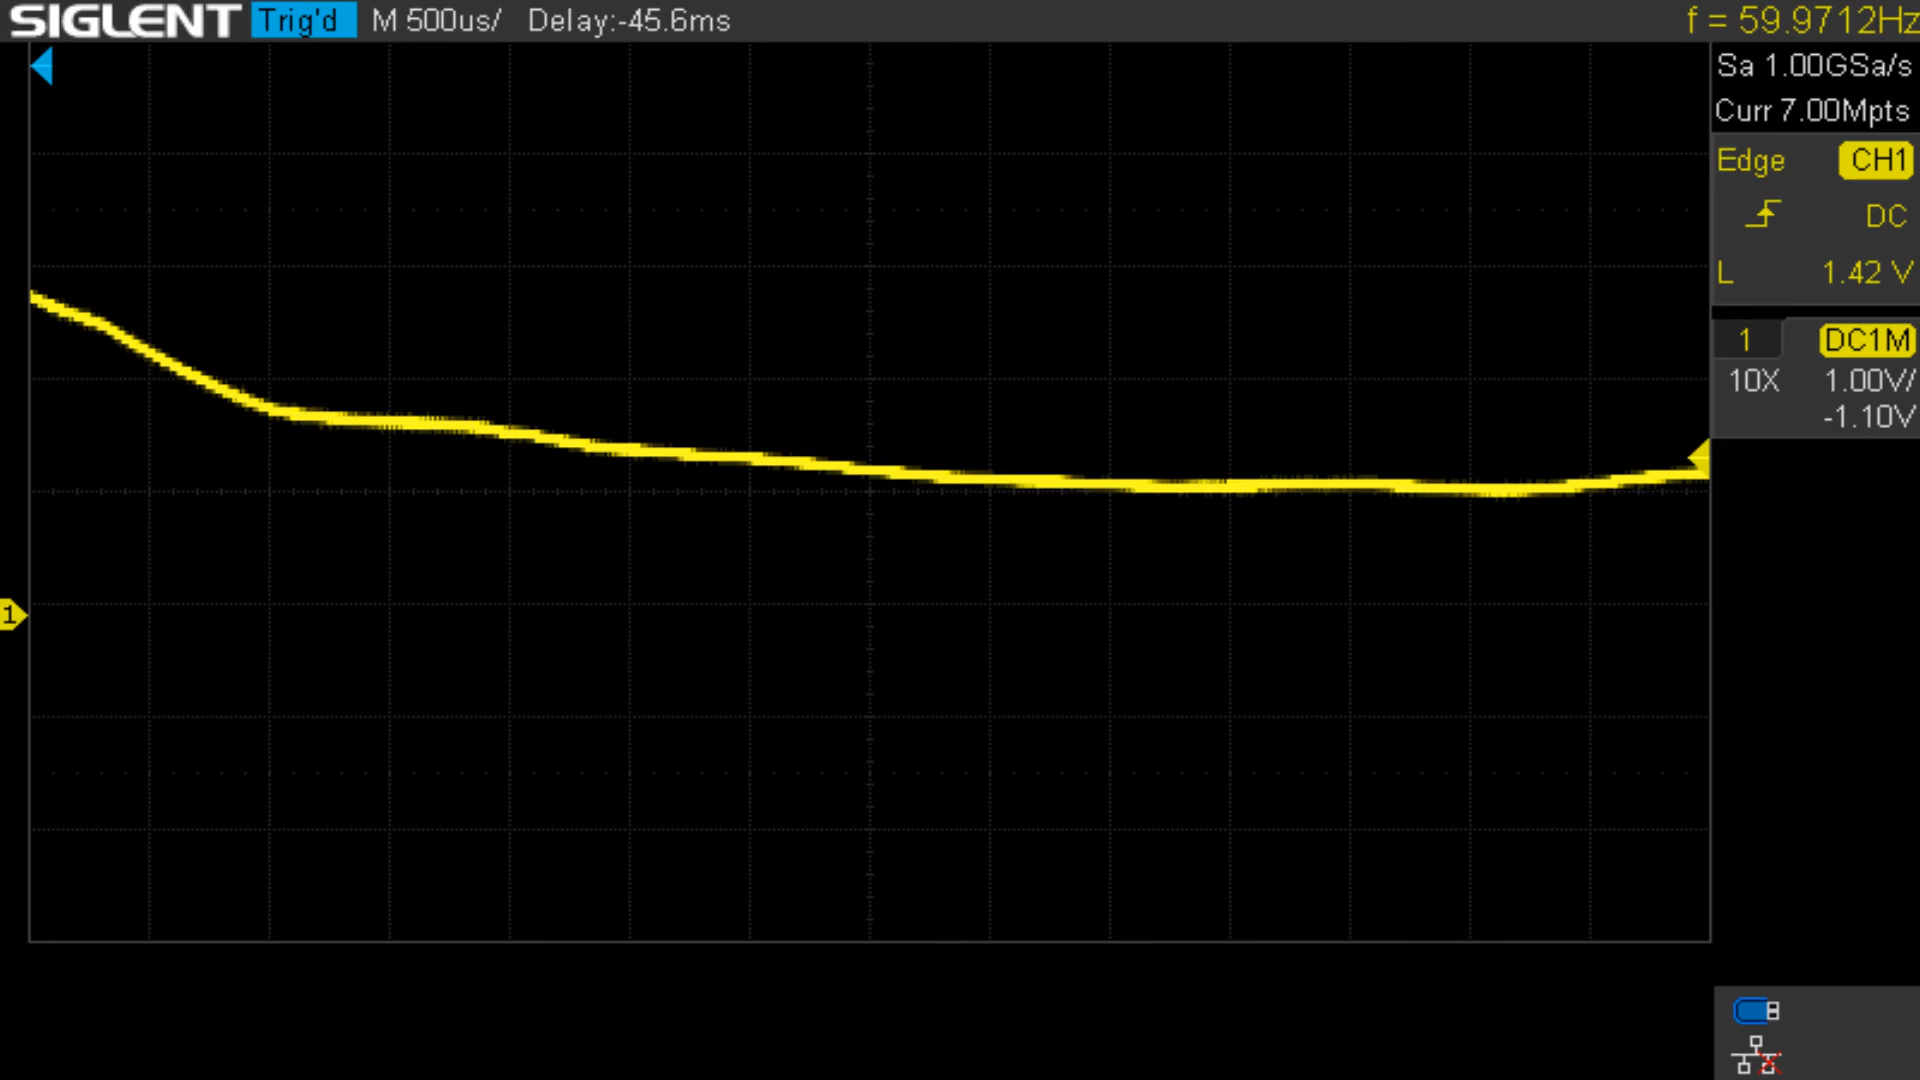 SIGLENT Trig'd M 500us/ Delay:-45.6ms f = 59.9712Hz
Sa 1.00GSa/s
Curr 7.00Mpts
Edge CH1
DC
L 1.42 V
1 DC1M
10X 1.00V/
-1.10V
1